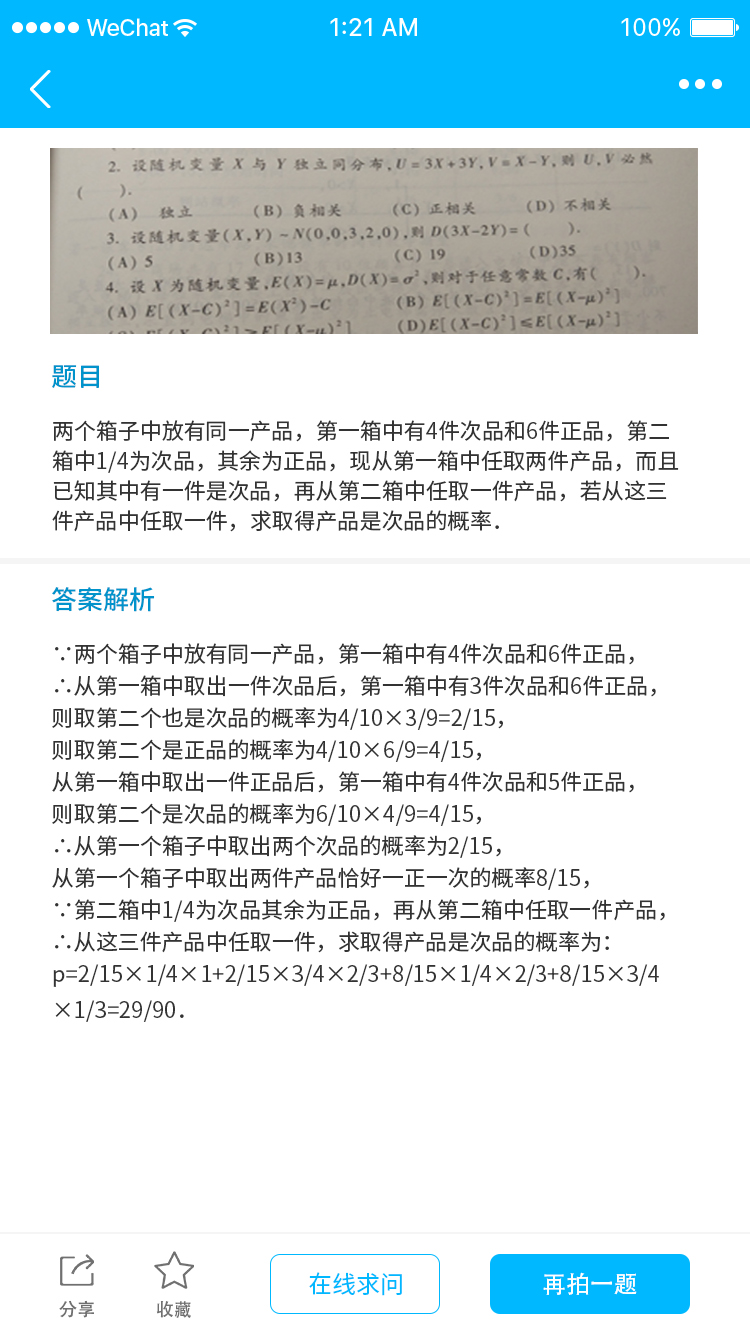 WeChat 1:21 AM 100%
2. 设随机变量 X 与 Y 独立同分布,U=3X+3Y,V=X-Y,则 U,V 必然
( ).
(A) 独立 (B) 负相关 (C) 正相关 (D) 不相关
3. 设随机变量(X,Y)~N(0,0,3,2,0),则 D(3X-2Y)=( ).
(A) 5 (B)13 (C) 19 (D)35
4. 设 X 为随机变量,E(X)=μ,D(X)=σ²,则对于任意常数 C,有( ).
(A) E[(X-C)²]=E(X²)-C (B) E[(X-C)²]=E[(X-μ)²]
(D)E[(X-C)²]≤E[(X-μ)²]
题目
两个箱子中放有同一产品，第一箱中有4件次品和6件正品，第二
箱中1/4为次品，其余为正品，现从第一箱中任取两件产品，而且
已知其中有一件是次品，再从第二箱中任取一件产品，若从这三
件产品中任取一件，求取得产品是次品的概率．
答案解析
∵两个箱子中放有同一产品，第一箱中有4件次品和6件正品，
∴从第一箱中取出一件次品后，第一箱中有3件次品和6件正品，
则取第二个也是次品的概率为4/10×3/9=2/15，
则取第二个是正品的概率为4/10×6/9=4/15，
从第一箱中取出一件正品后，第一箱中有4件次品和5件正品，
则取第二个是次品的概率为6/10×4/9=4/15，
∴从第一个箱子中取出两个次品的概率为2/15，
从第一个箱子中取出两件产品恰好一正一次的概率8/15，
∵第二箱中1/4为次品其余为正品，再从第二箱中任取一件产品，
∴从这三件产品中任取一件，求取得产品是次品的概率为：
p=2/15×1/4×1+2/15×3/4×2/3+8/15×1/4×2/3+8/15×3/4
×1/3=29/90．
分享 收藏 在线求问 再拍一题